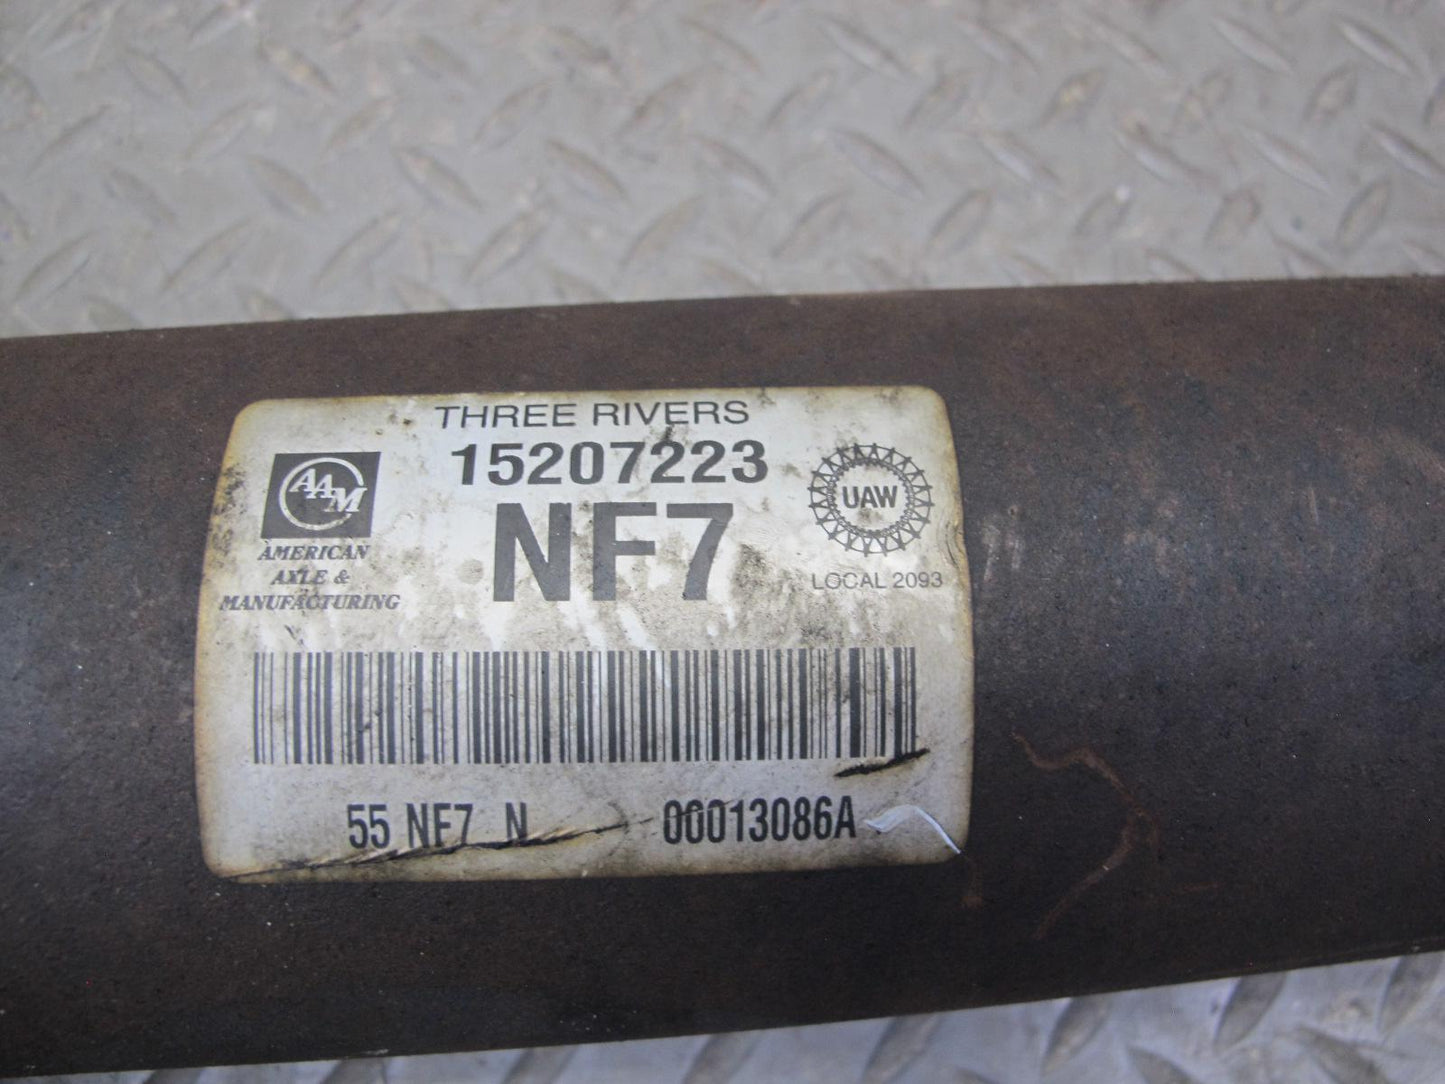 THREE RIVERS
15207223
NF7
AAM
AMERICAN
AXLE &
MANUFACTURING
UAW
LOCAL 2093
55 NF7 N 00013086A